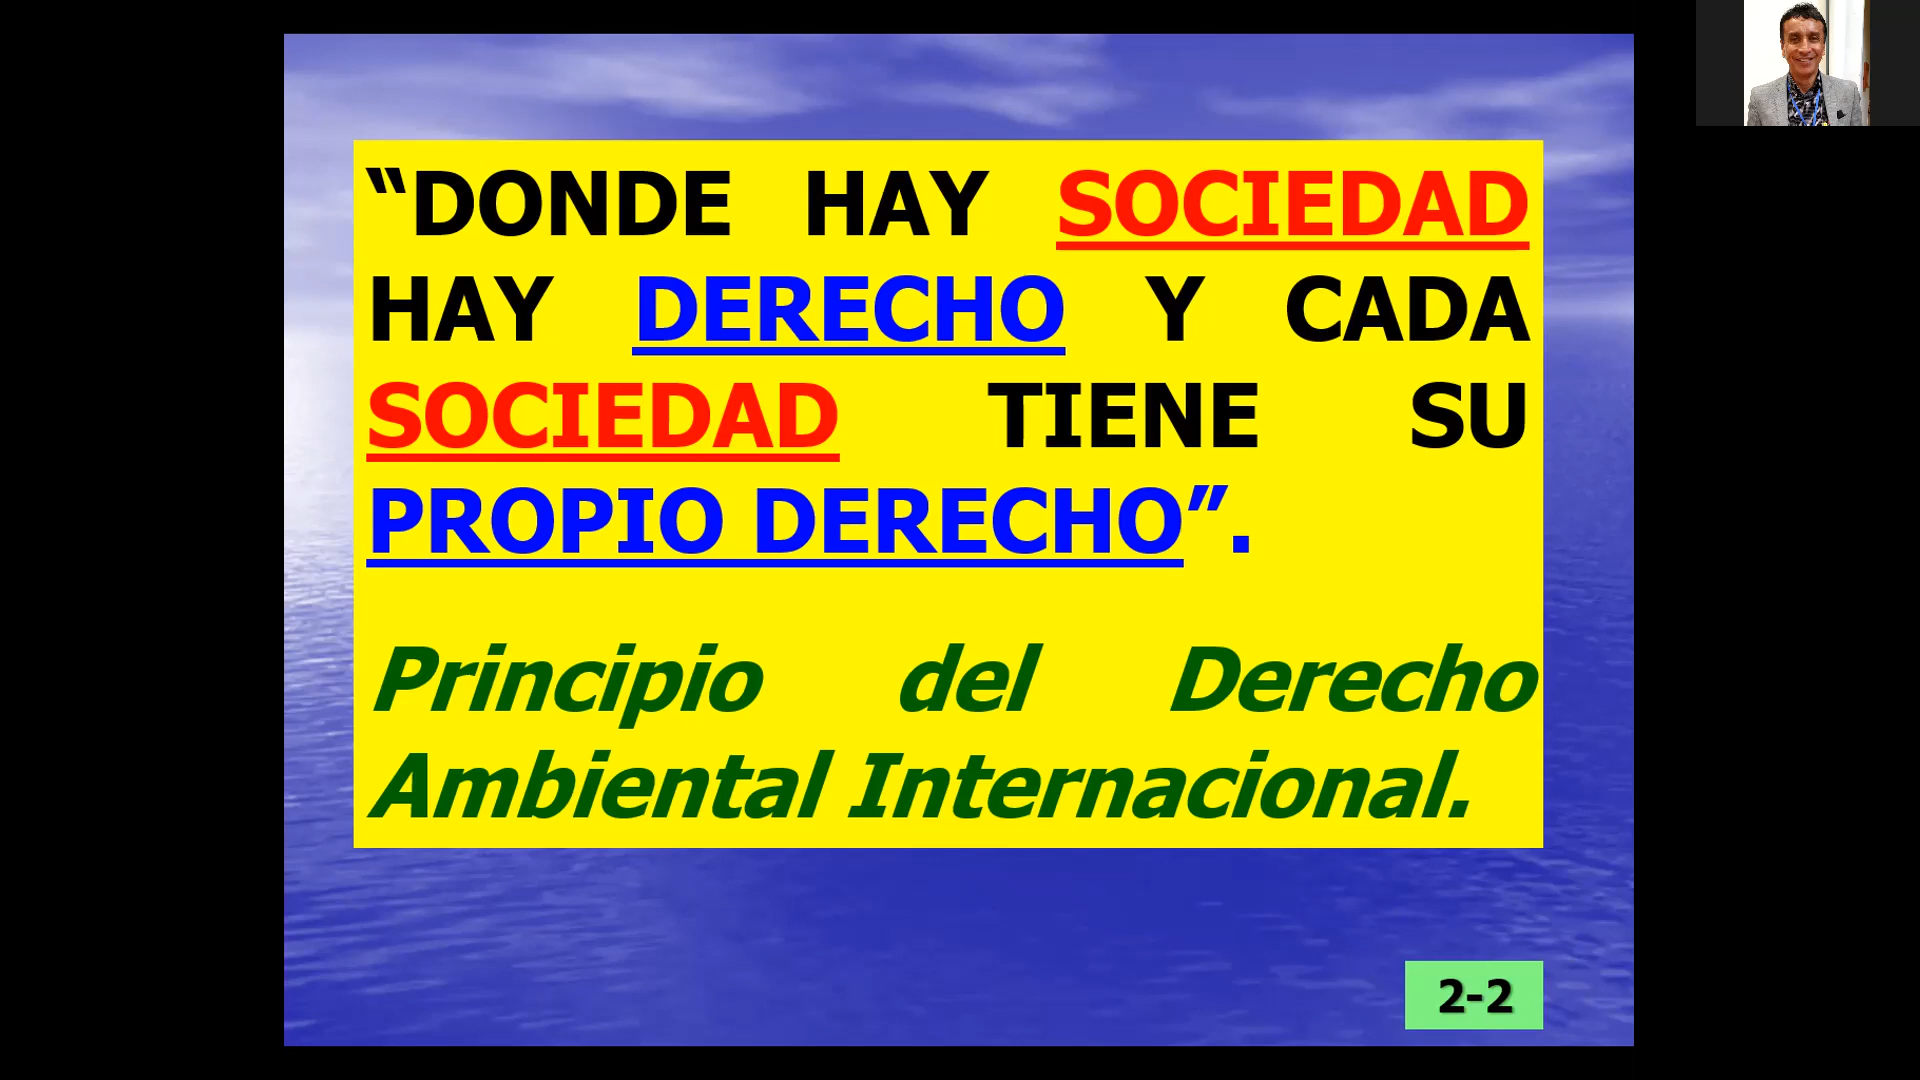 “DONDE HAY SOCIEDAD
HAY DERECHO Y CADA
SOCIEDAD TIENE SU
PROPIO DERECHO”.
Principio del Derecho
Ambiental Internacional.
2-2